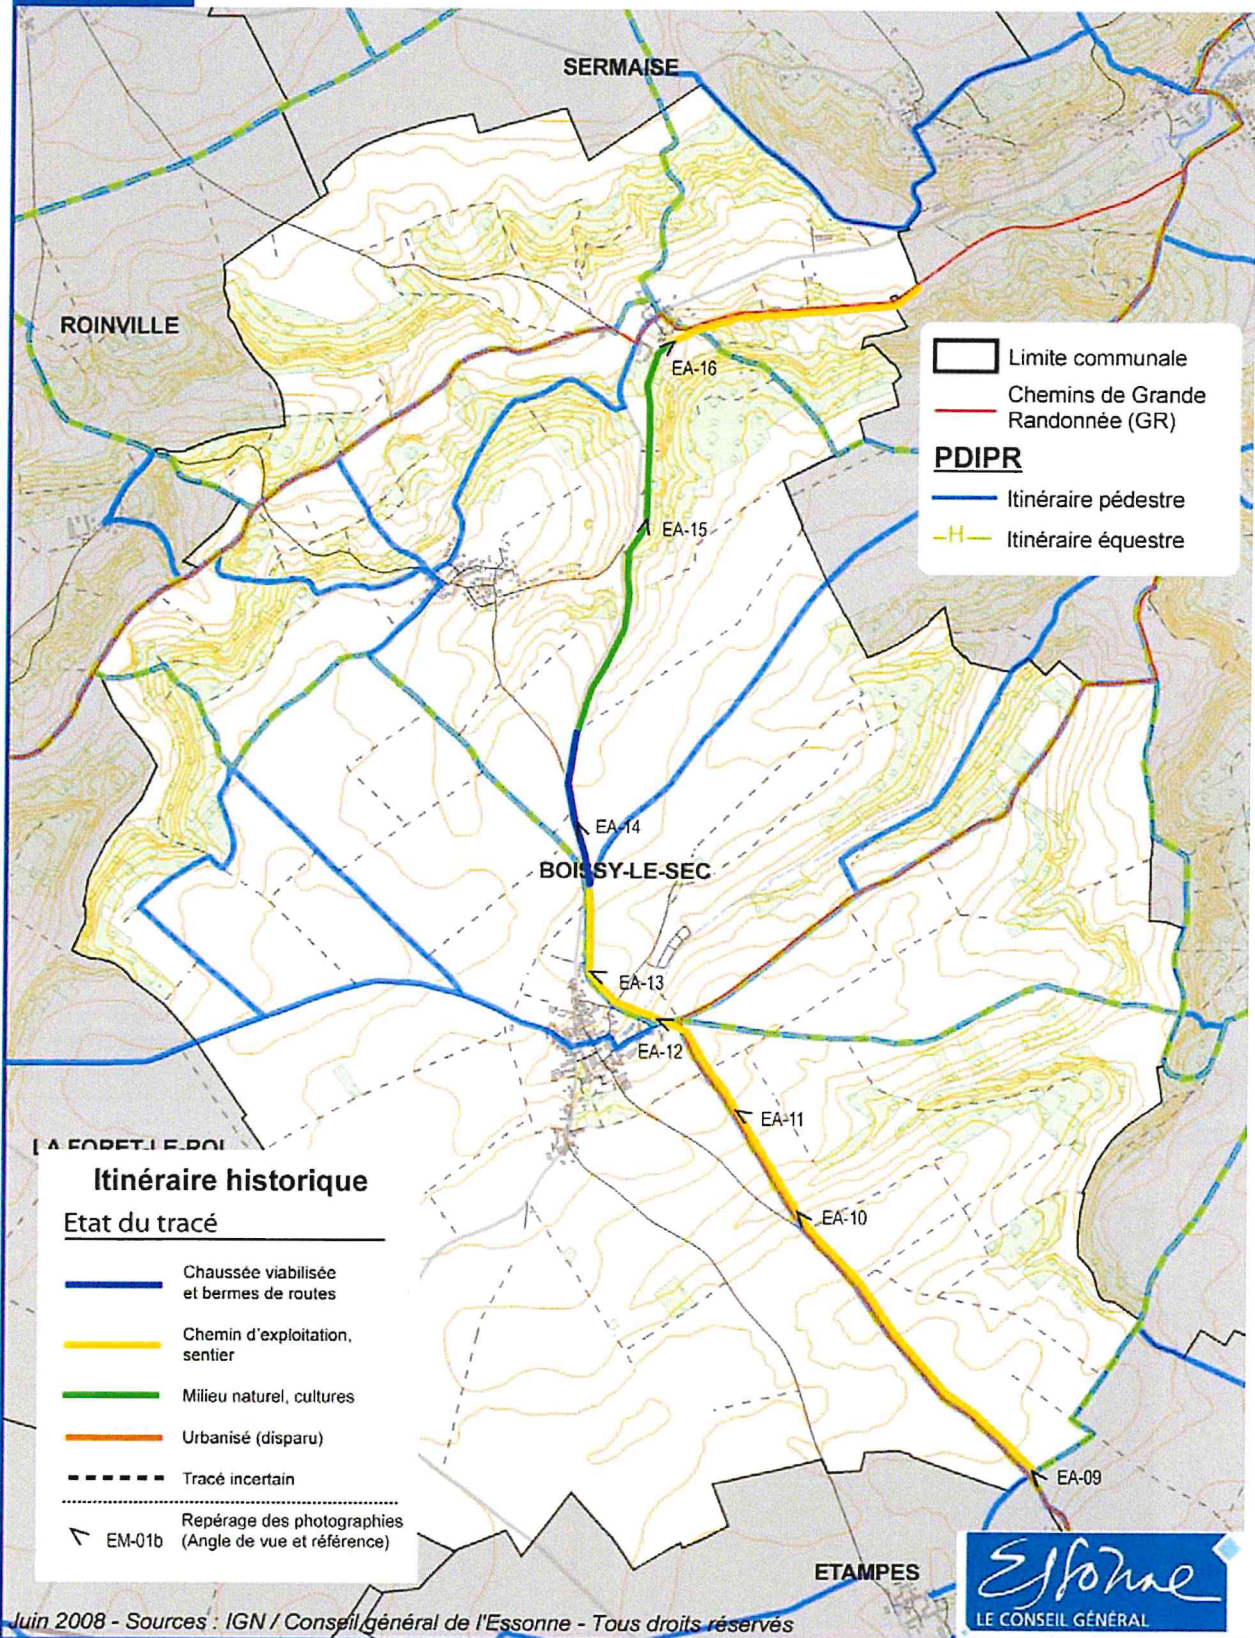 SERMAISE
ROINVILLE
EA-16
Limite communale
Chemins de Grande
Randonnée (GR)
PDIPR
Itinéraire pédestre
-H- Itinéraire équestre
EA-15
EA-14
BOISSY-LE-SEC
EA-13
EA-12
EA-11
LA FORET-LE-ROI
Itinéraire historique
Etat du tracé
EA-10
Chaussée viabilisée
et bermes de routes
Chemin d'exploitation,
sentier
Milieu naturel, cultures
Urbanisé (disparu)
Tracé incertain
EA-09
Repérage des photographies
EM-01b (Angle de vue et référence)
ETAMPES
Essonne
LE CONSEIL GÉNÉRAL
Juin 2008 - Sources : IGN / Conseil général de l'Essonne - Tous droits réservés